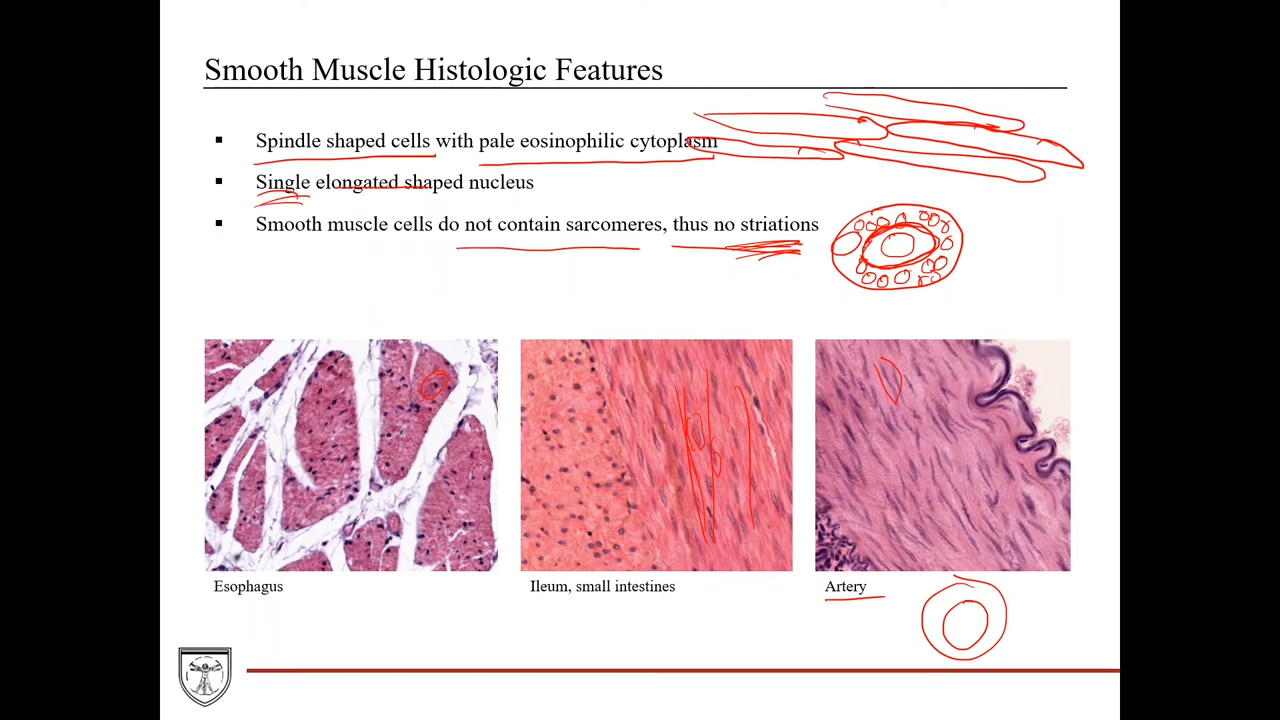 Smooth Muscle Histologic Features
▪ Spindle shaped cells with pale eosinophilic cytoplasm
▪ Single elongated shaped nucleus
▪ Smooth muscle cells do not contain sarcomeres, thus no striations
Esophagus
Ileum, small intestines
Artery